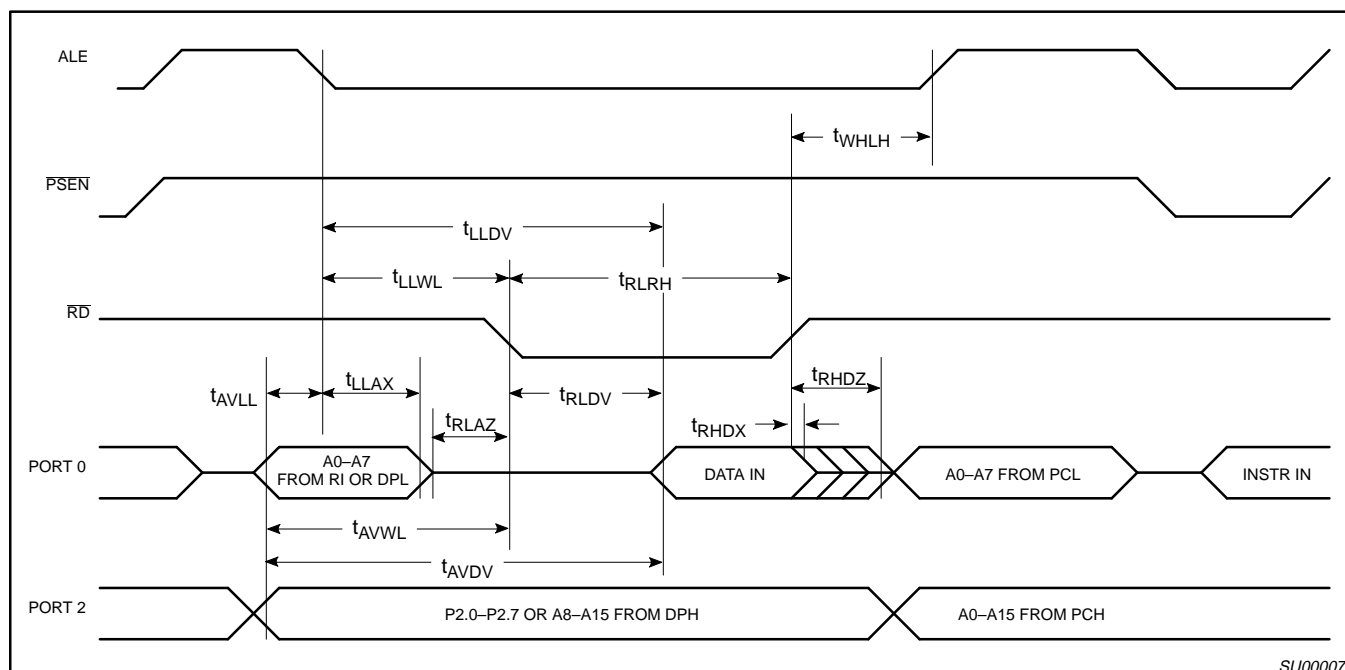 ALE
tWHLH
PSEN
tLLDV
tLLWL
tRLRH
RD
tAVLL
tLLAX
tRLDV
tRHDZ
tRLAZ
tRHDX
PORT 0
A0–A7
FROM RI OR DPL
DATA IN
A0–A7 FROM PCL
INSTR IN
tAVWL
tAVDV
PORT 2
P2.0–P2.7 OR A8–A15 FROM DPH
A0–A15 FROM PCH
SU00007